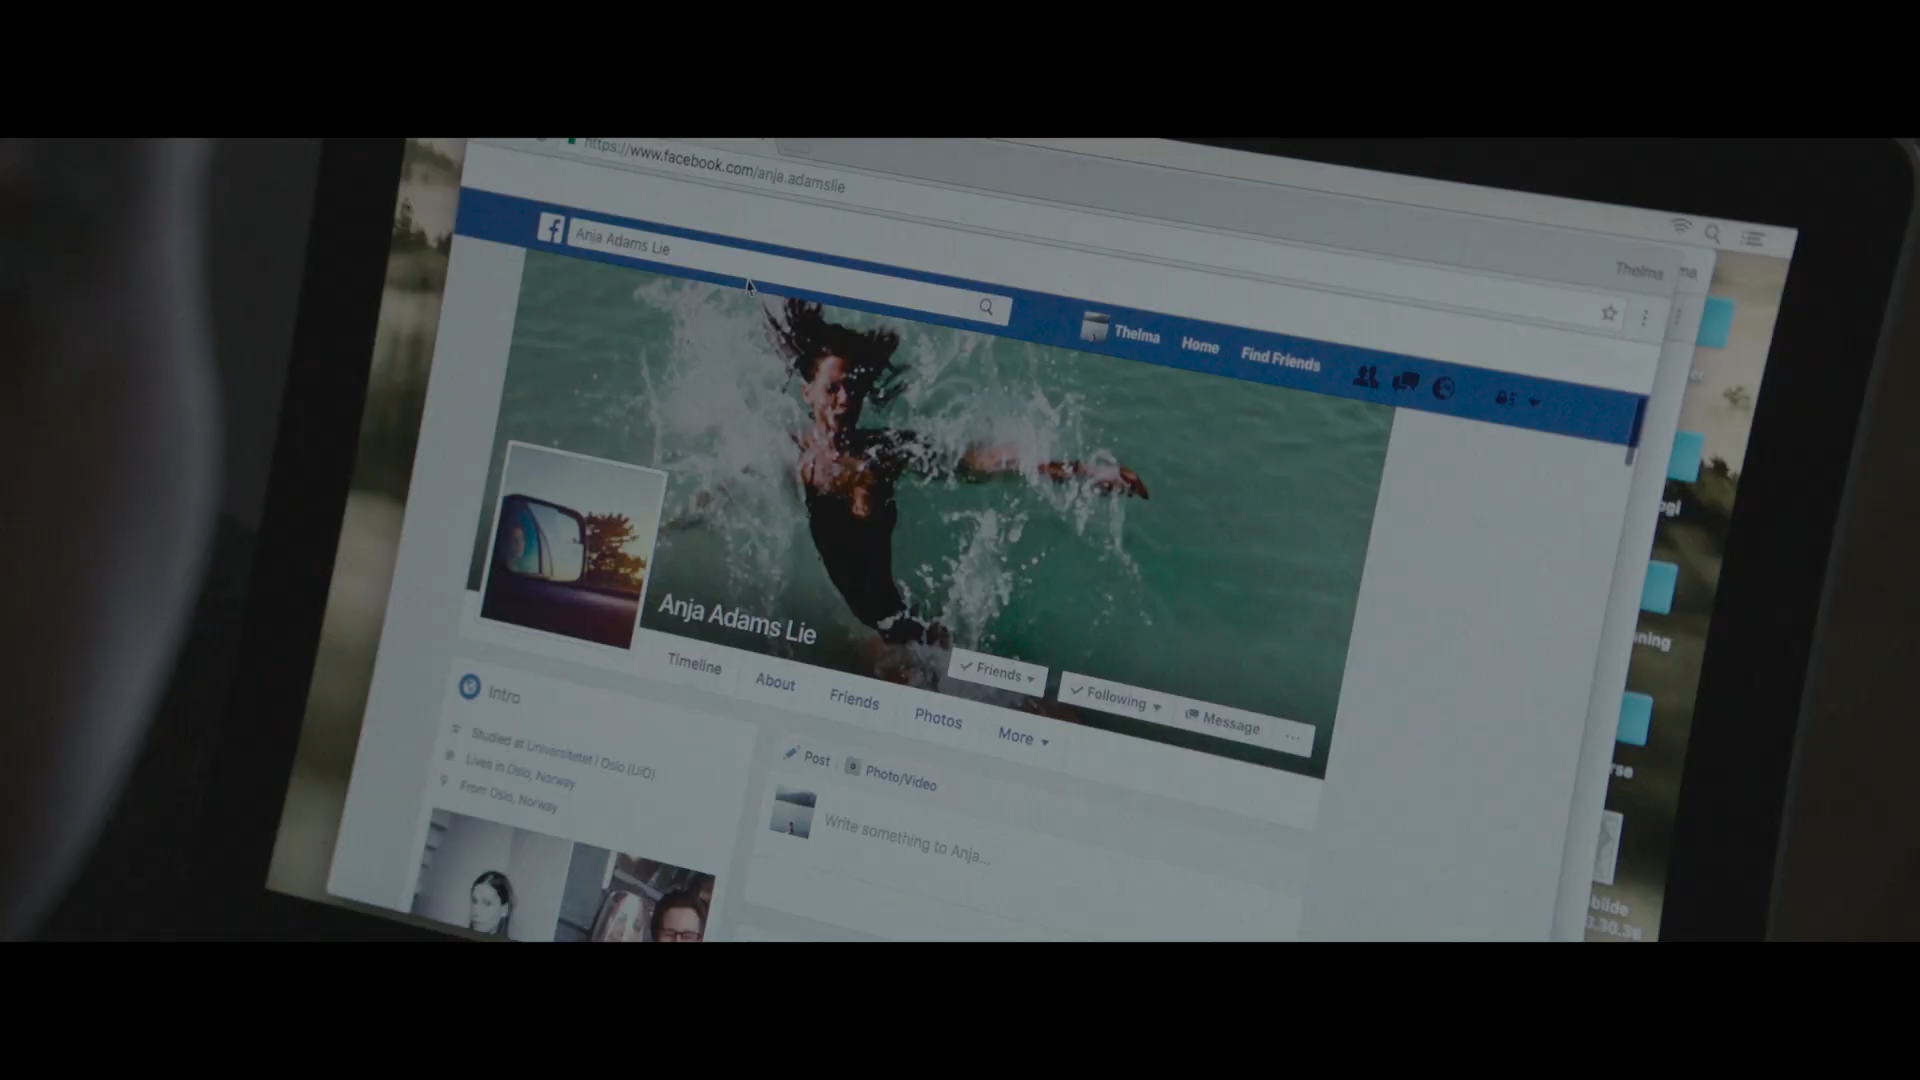 https://www.facebook.com/anja.adamslie
Thelma
Anja Adams Lie
Thelma Home Find Friends
Anja Adams Lie
Friends Following Message ...
Timeline About Friends Photos More
Intro
Studied at Universitetet i Oslo (UiO)
Lives in Oslo, Norway
From Oslo, Norway
Post Photo/Video
Write something to Anja...